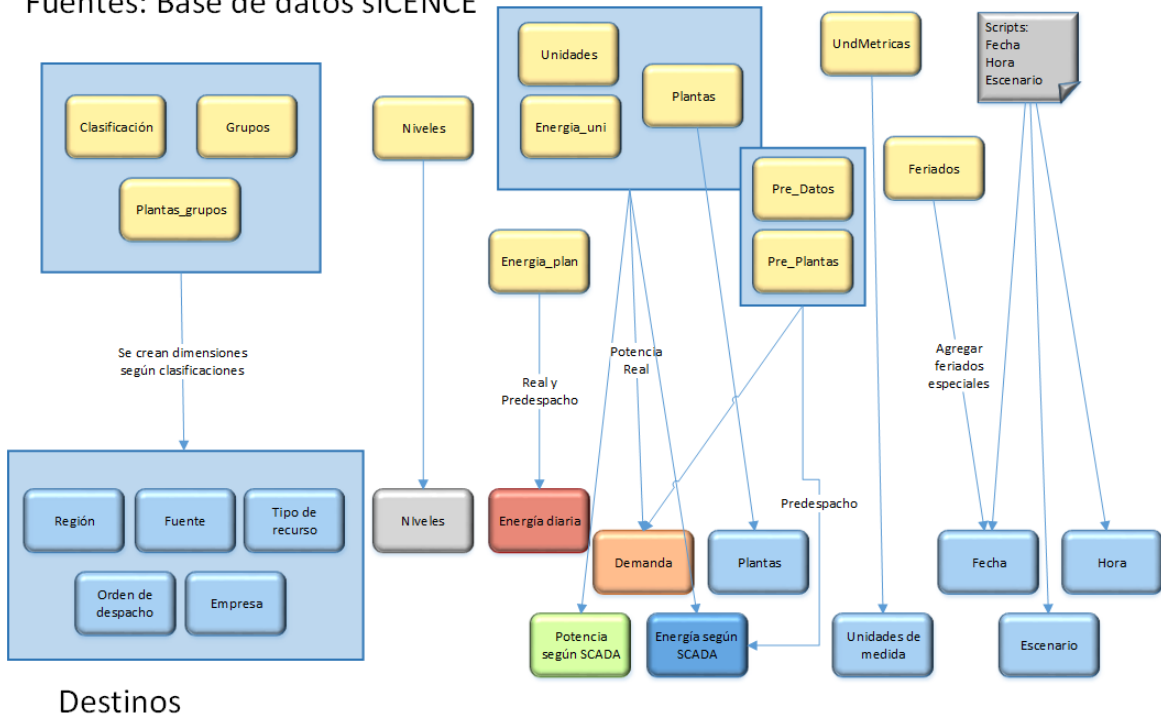 Fuentes: Base de datos sICENCE
Clasificación
Grupos
Plantas_grupos
Niveles
Unidades
Energia_uni
Plantas
UndMetricas
Scripts:
Fecha
Hora
Escenario
Pre_Datos
Pre_Plantas
Feriados
Energia_plan
Se crean dimensiones
según clasificaciones
Real y
Predespacho
Potencia
Real
Agregar
feriados
especiales
Predespacho
Región
Fuente
Tipo de
recurso
Orden de
despacho
Empresa
Niveles
Energía diaria
Demanda
Plantas
Fecha
Hora
Potencia
según SCADA
Energía según
SCADA
Unidades de
medida
Escenario
Destinos